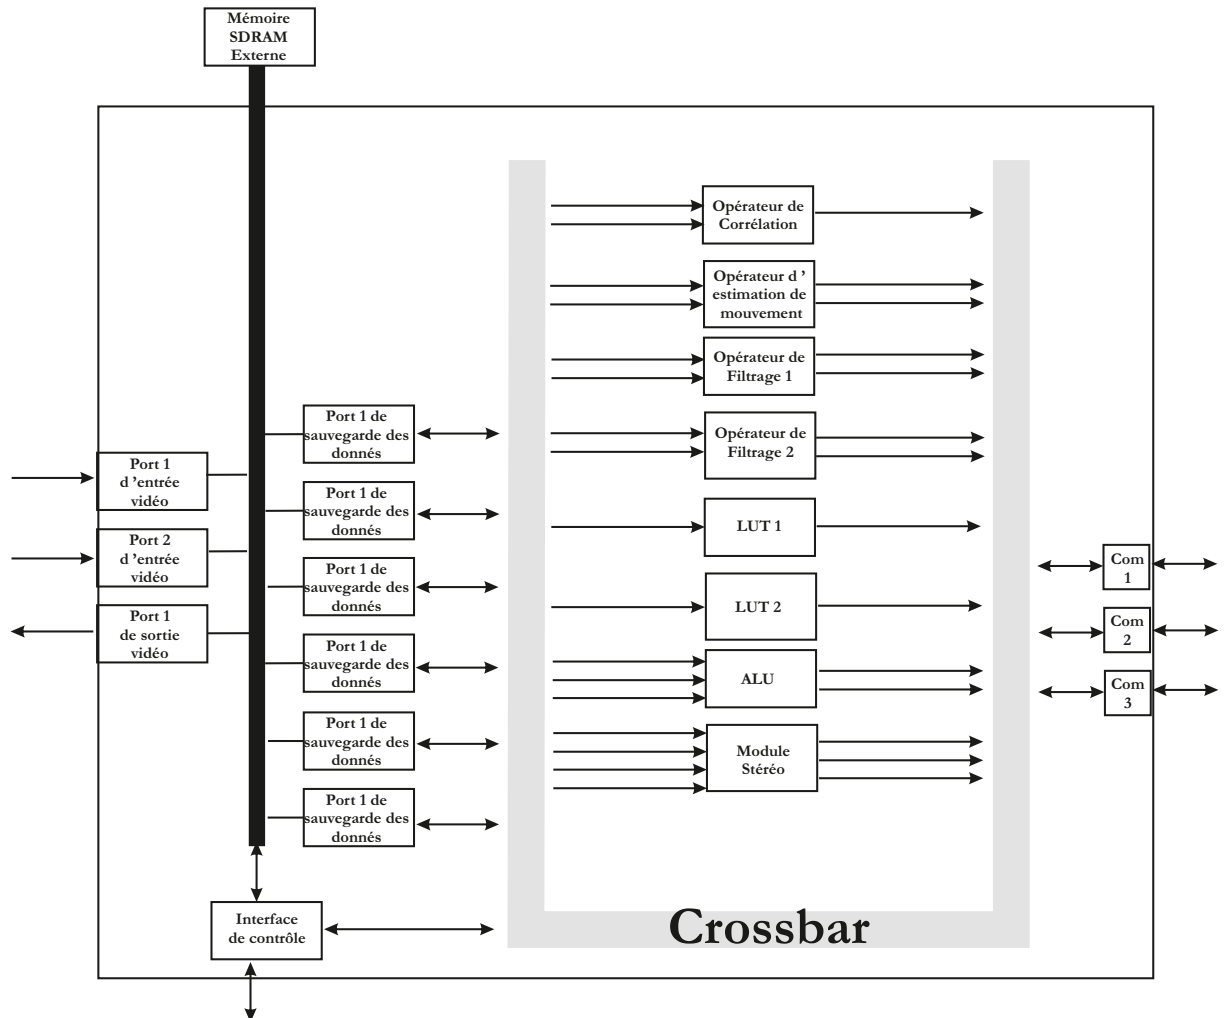 Mémoire
SDRAM
Externe
Opérateur de
Corrélation
Opérateur d ’
estimation de
mouvement
Opérateur de
Filtrage 1
Opérateur de
Filtrage 2
LUT 1
LUT 2
ALU
Module
Stéréo
Port 1 de
sauvegarde des
donnés
Port 1 de
sauvegarde des
donnés
Port 1 de
sauvegarde des
donnés
Port 1 de
sauvegarde des
donnés
Port 1 de
sauvegarde des
donnés
Port 1 de
sauvegarde des
donnés
Port 1
d ’entrée
vidéo
Port 2
d ’entrée
vidéo
Port 1
de sortie
vidéo
Com
1
Com
2
Com
3
Interface
de contrôle
Crossbar